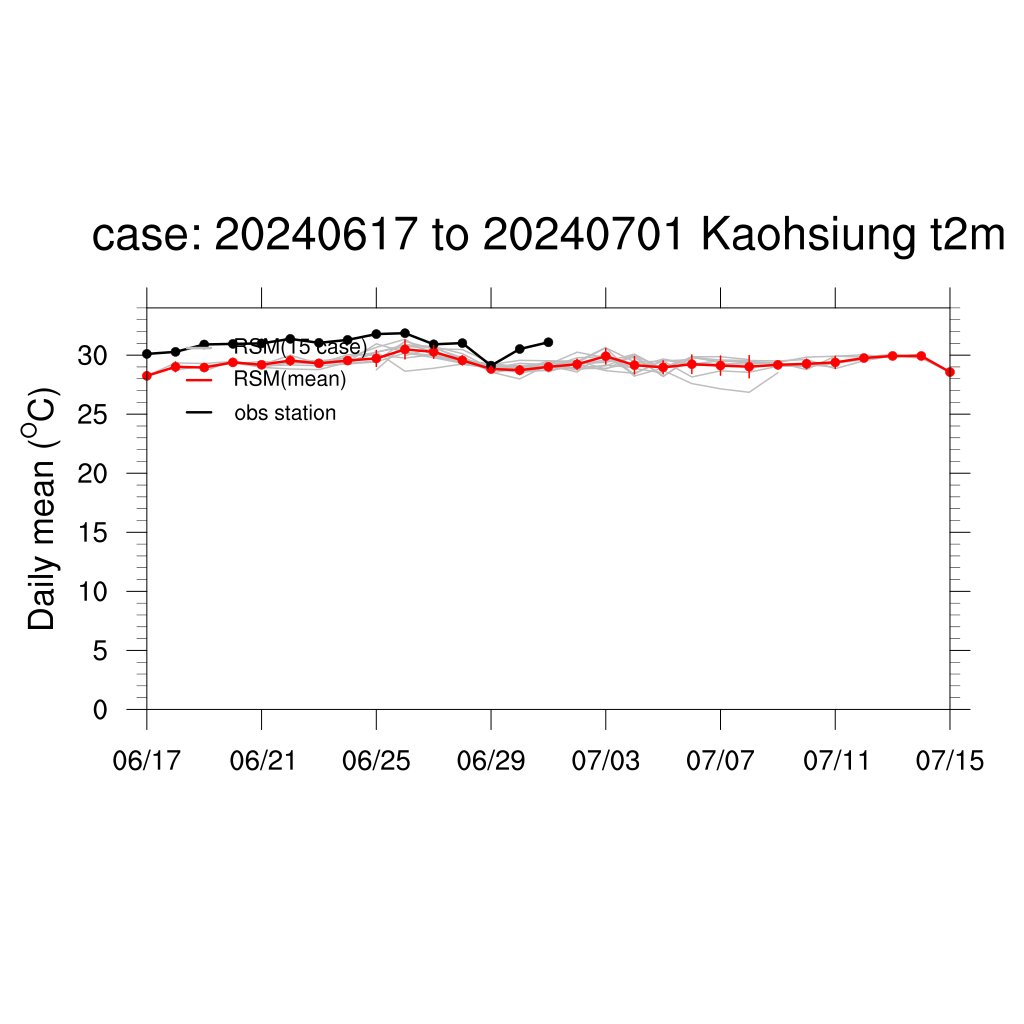 case: 20240617 to 20240701 Kaohsiung t2m
Daily mean (°C)
30
25
20
15
10
5
0
RSM(15 case)
RSM(mean)
obs station
06/17 06/21 06/25 06/29 07/03 07/07 07/11 07/15